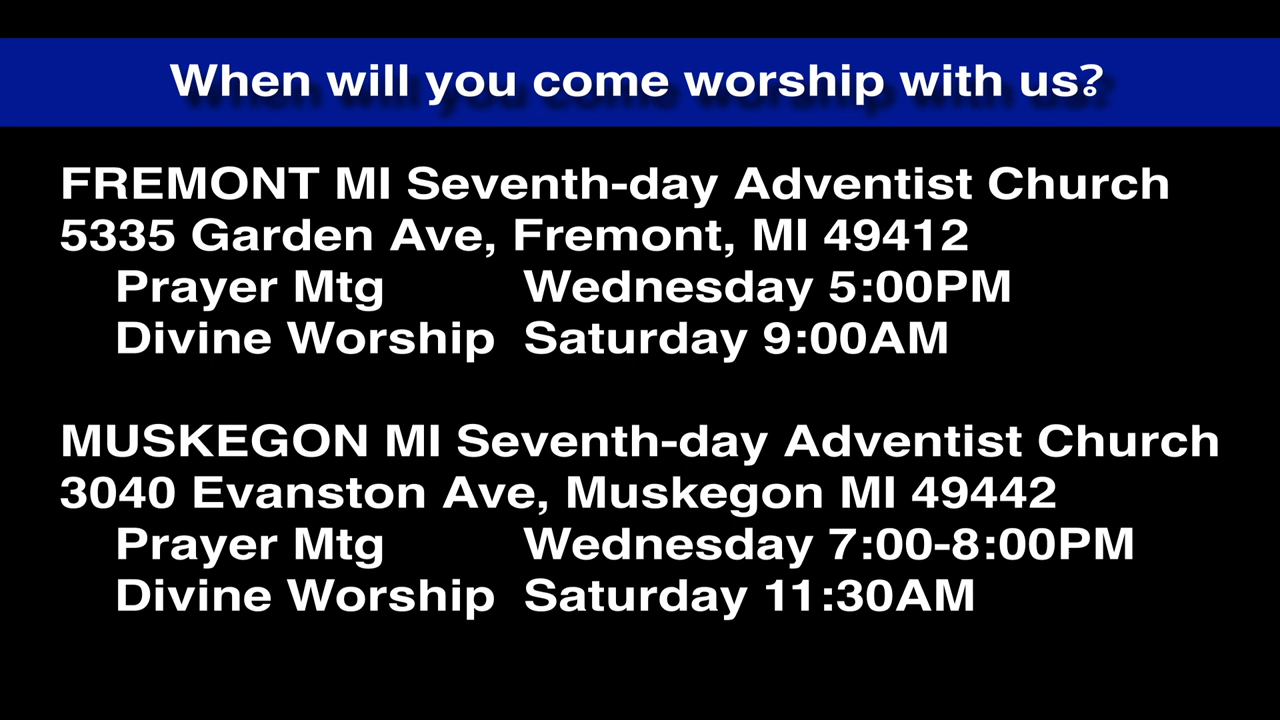 When will you come worship with us?
FREMONT MI Seventh-day Adventist Church
5335 Garden Ave, Fremont, MI 49412
Prayer Mtg Wednesday 5:00PM
Divine Worship Saturday 9:00AM
MUSKEGON MI Seventh-day Adventist Church
3040 Evanston Ave, Muskegon MI 49442
Prayer Mtg Wednesday 7:00-8:00PM
Divine Worship Saturday 11:30AM